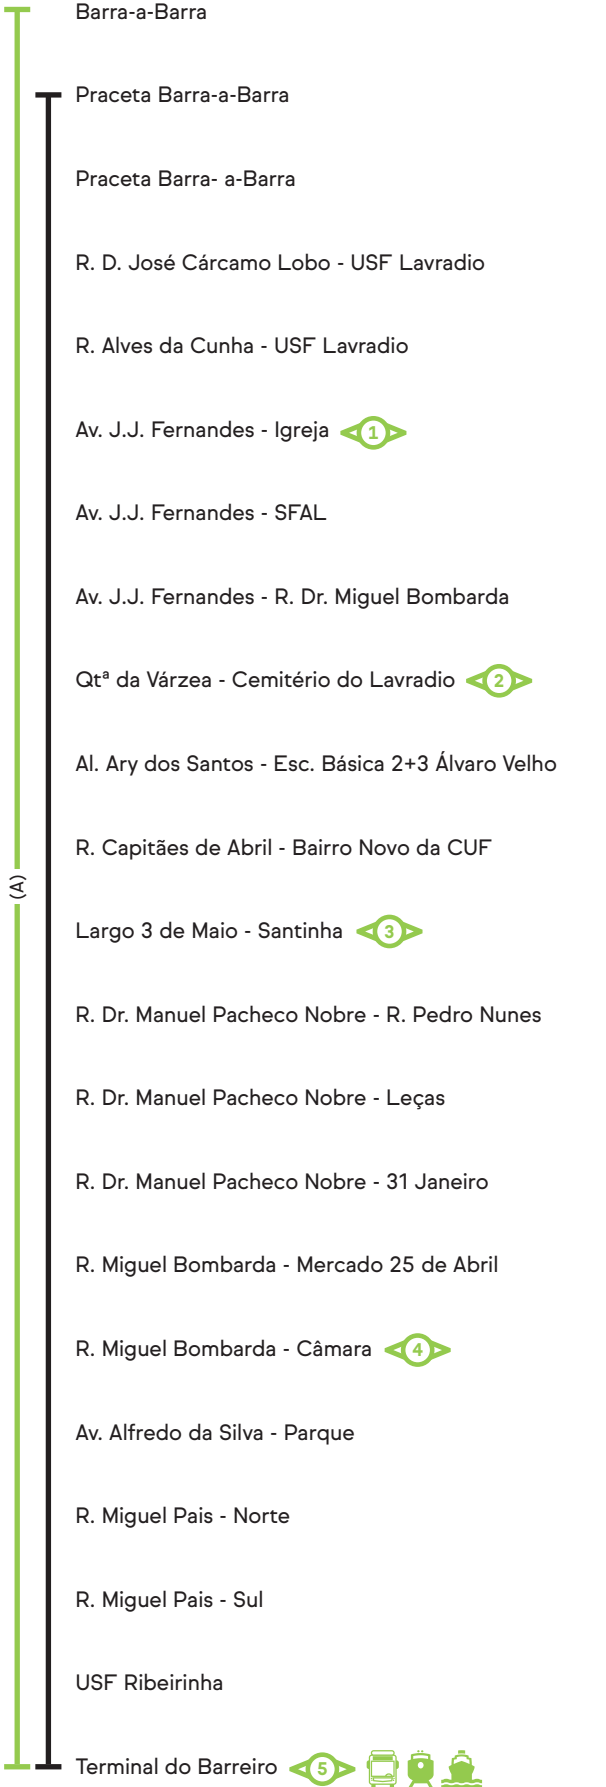 Barra-a-Barra
Praceta Barra-a-Barra
Praceta Barra- a-Barra
R. D. José Cárcamo Lobo - USF Lavradio
R. Alves da Cunha - USF Lavradio
Av. J.J. Fernandes - Igreja 1
Av. J.J. Fernandes - SFAL
Av. J.J. Fernandes - R. Dr. Miguel Bombarda
Qtª da Várzea - Cemitério do Lavradio 2
Al. Ary dos Santos - Esc. Básica 2+3 Álvaro Velho
R. Capitães de Abril - Bairro Novo da CUF
(A)
Largo 3 de Maio - Santinha 3
R. Dr. Manuel Pacheco Nobre - R. Pedro Nunes
R. Dr. Manuel Pacheco Nobre - Leças
R. Dr. Manuel Pacheco Nobre - 31 Janeiro
R. Miguel Bombarda - Mercado 25 de Abril
R. Miguel Bombarda - Câmara 4
Av. Alfredo da Silva - Parque
R. Miguel Pais - Norte
R. Miguel Pais - Sul
USF Ribeirinha
Terminal do Barreiro 5